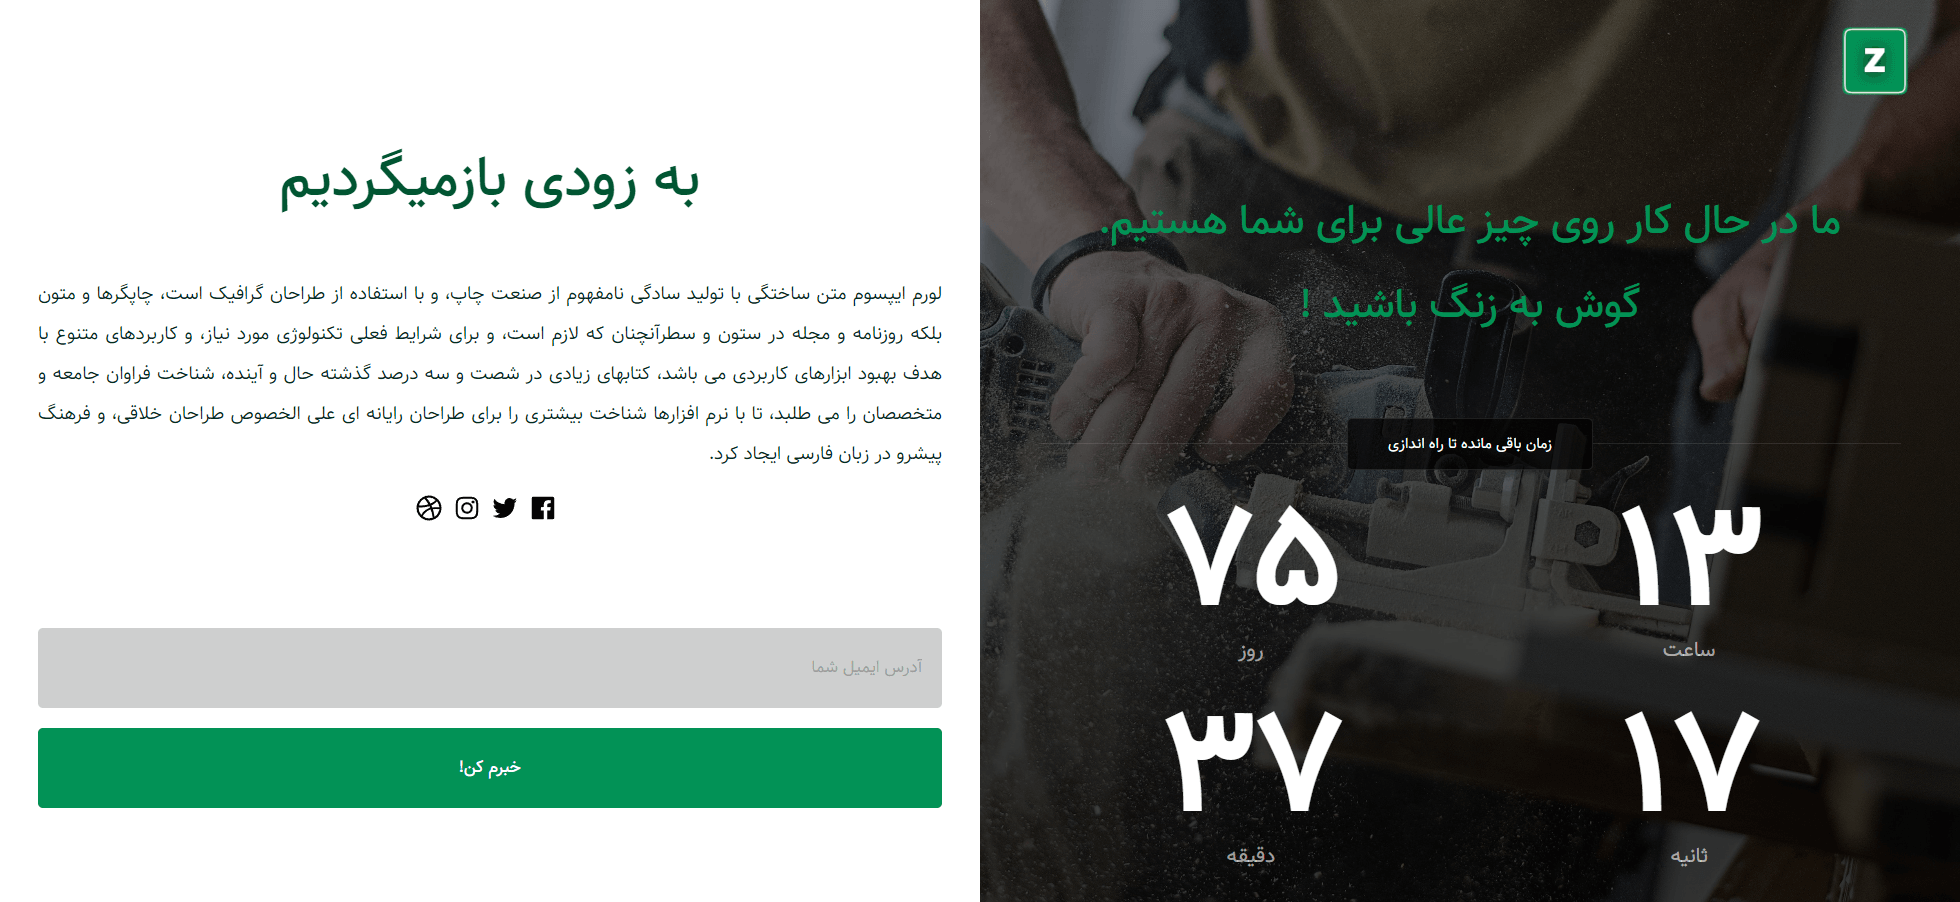 Z
ما در حال کار روی چیز عالی برای شما هستیم.
گوش به زنگ باشید !
زمان باقی مانده تا راه اندازی
۱۳
ساعت
۷۵
روز
۱۷
ثانیه
۳۷
دقیقه
به زودی بازمیگردیم
لورم ایپسوم متن ساختگی با تولید سادگی نامفهوم از صنعت چاپ، و با استفاده از طراحان گرافیک است، چاپگرها و متون
بلکه روزنامه و مجله در ستون و سطرآنچنان که لازم است، و برای شرایط فعلی تکنولوژی مورد نیاز، و کاربردهای متنوع با
هدف بهبود ابزارهای کاربردی می باشد، کتابهای زیادی در شصت و سه درصد گذشته حال و آینده، شناخت فراوان جامعه و
متخصصان را می طلبد، تا با نرم افزارها شناخت بیشتری را برای طراحان رایانه ای علی الخصوص طراحان خلاقی، و فرهنگ
پیشرو در زبان فارسی ایجاد کرد.
آدرس ایمیل شما
خبرم کن!